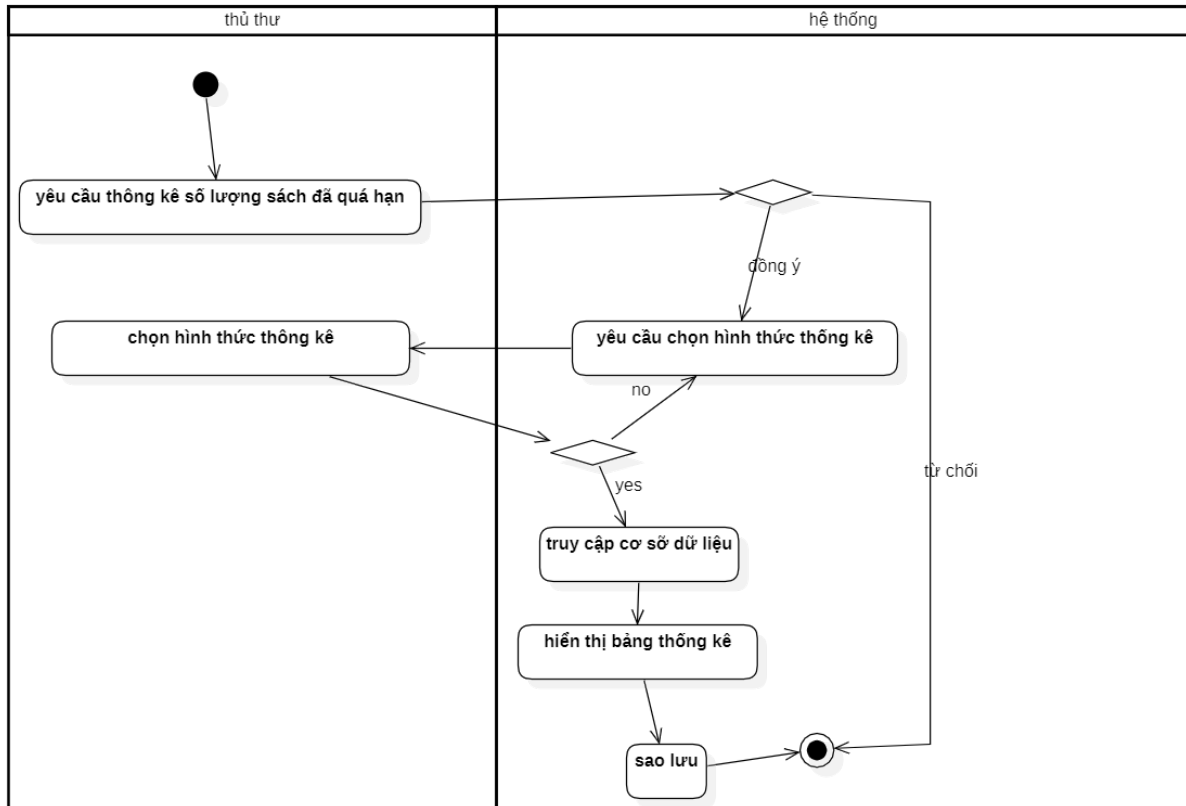 thủ thư
hệ thống
yêu cầu thông kê số lượng sách đã quá hạn
đồng ý
chọn hình thức thông kê
yêu cầu chọn hình thức thống kê
no
từ chối
yes
truy cập cơ sỡ dữ liệu
hiển thị bảng thống kê
sao lưu